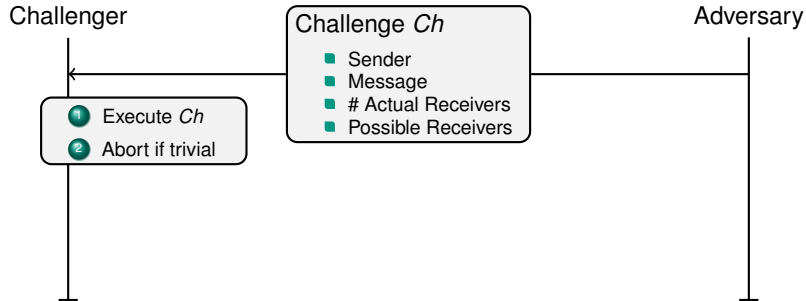 Challenger
Adversary
Challenge Ch
Sender
Message
# Actual Receivers
Possible Receivers
1 Execute Ch
2 Abort if trivial